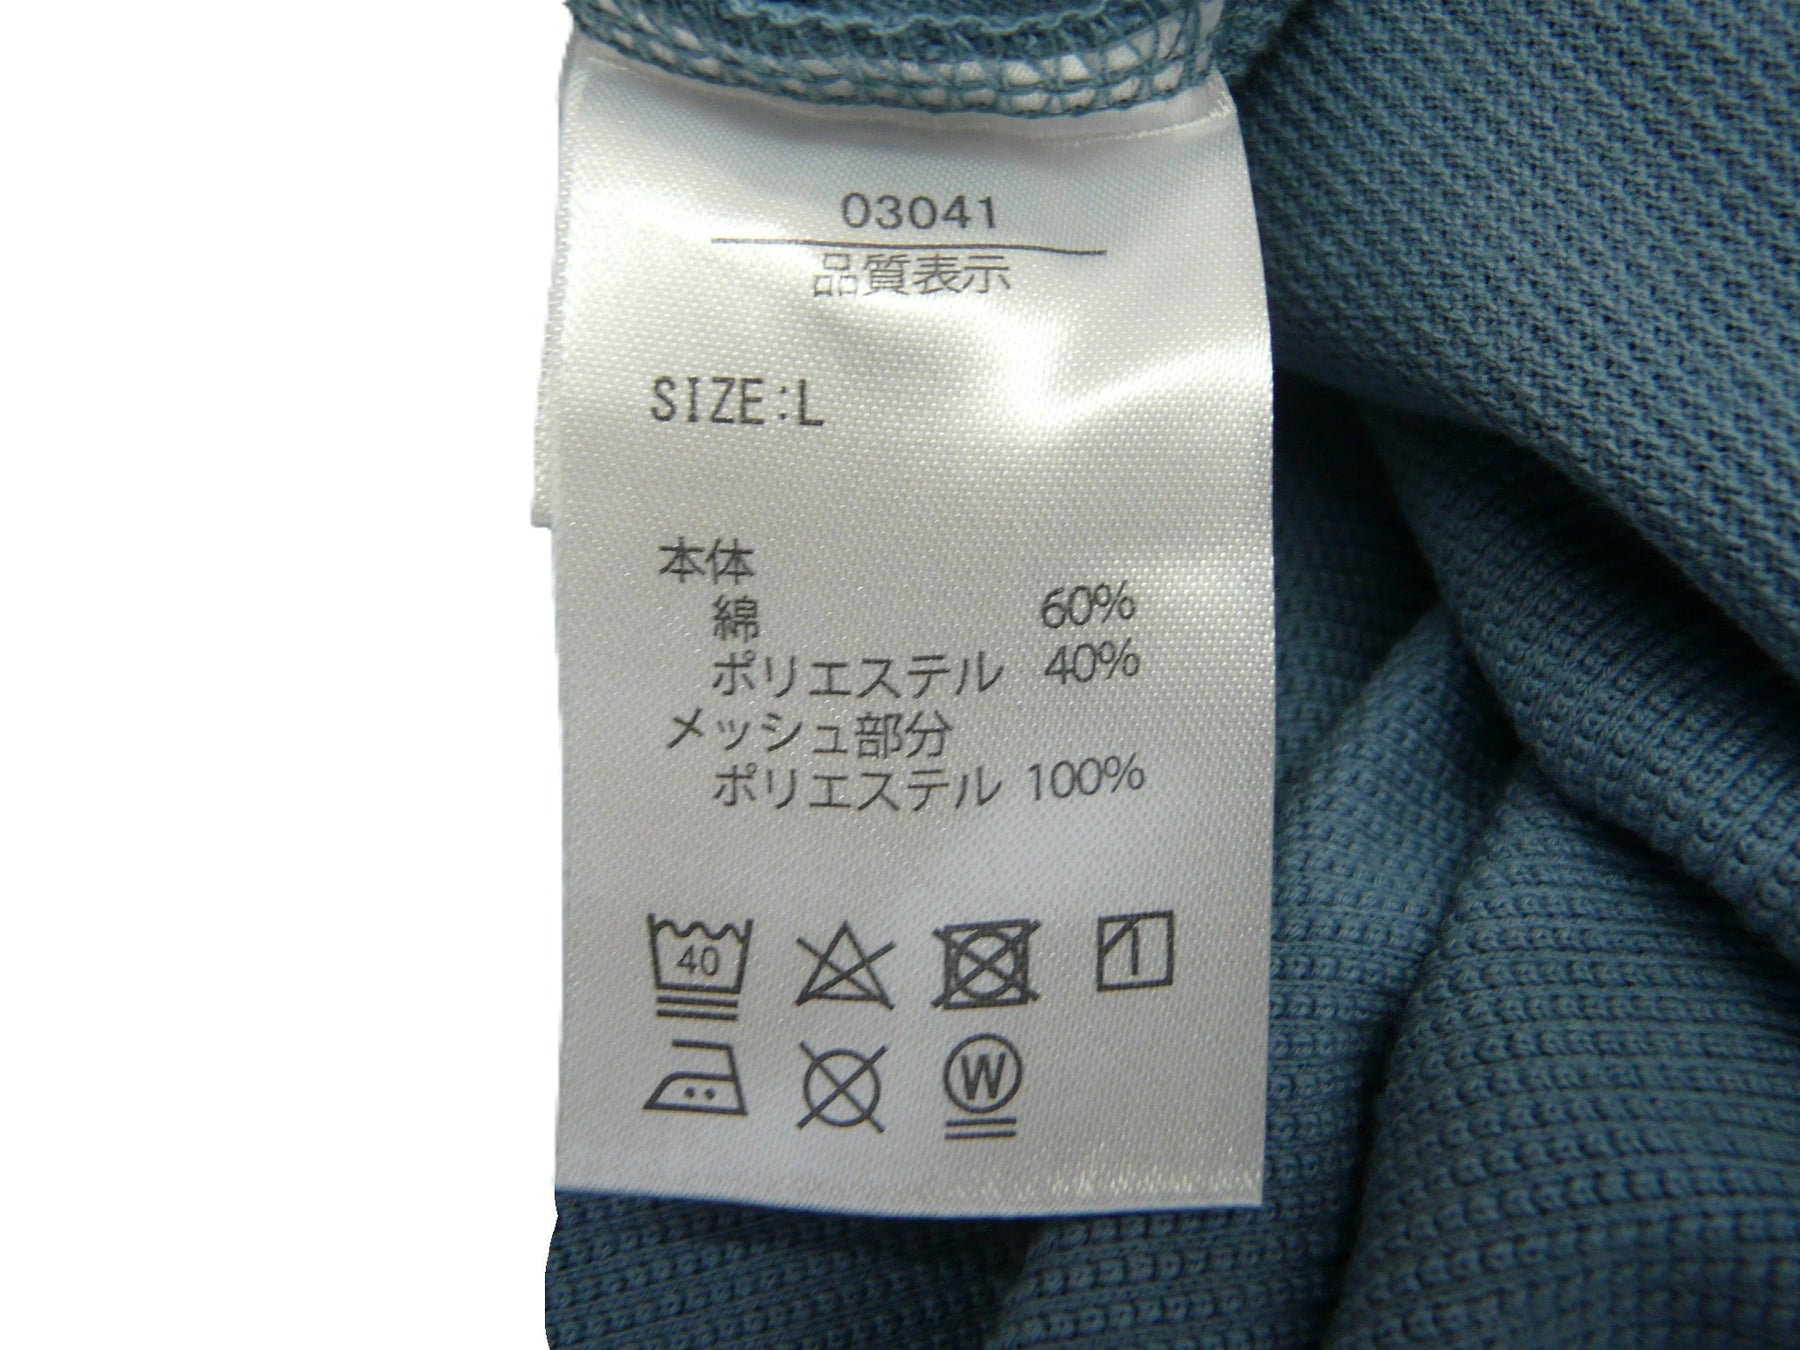 03041
品質表示
SIZE:L
本体
綿 60%
ポリエステル 40%
メッシュ部分
ポリエステル 100%
40
W